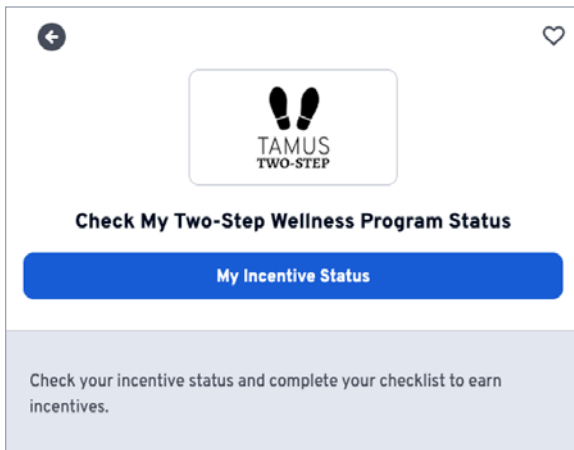 TAMUS
TWO-STEP
Check My Two-Step Wellness Program Status
My Incentive Status
Check your incentive status and complete your checklist to earn
incentives.